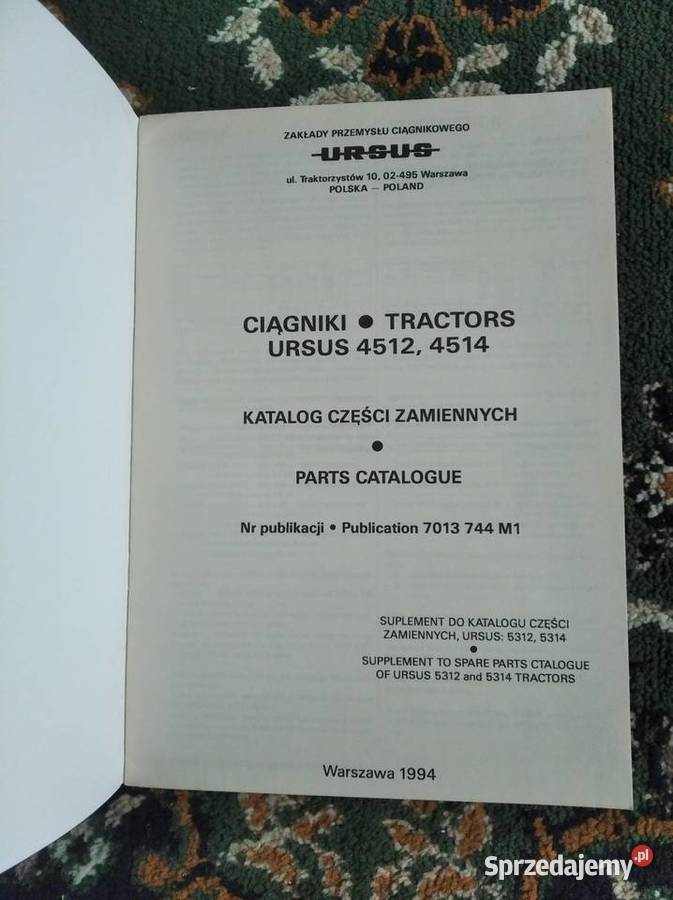 ZAKŁADY PRZEMYSŁU CIĄGNIKOWEGO
URSUS
ul. Traktorzystów 10, 02-495 Warszawa
POLSKA — POLAND
CIĄGNIKI ● TRACTORS
URSUS 4512, 4514
KATALOG CZĘŚCI ZAMIENNYCH
●
PARTS CATALOGUE
Nr publikacji • Publication 7013 744 M1
SUPLEMENT DO KATALOGU CZĘŚCI
ZAMIENNYCH, URSUS: 5312, 5314
●
SUPPLEMENT TO SPARE PARTS CTALOGUE
OF URSUS 5312 and 5314 TRACTORS
Warszawa 1994
Sprzedajemy.pl